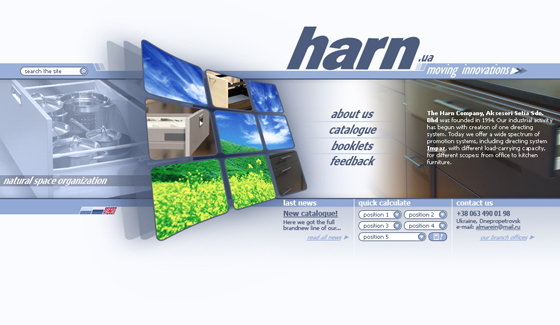 harn.ua
moving innovations
search the site
about us
catalogue
booklets
feedback
The Harn Company, Aksesori Selia Sdn.
Bhd was founded in 1994. Our industrial activity
has begun with creation of one directing
system. Today we offer a wide spectrum of
promotion systems, including directing system
Impaz, with different load-carrying capacity,
for different scopes: from office to kitchen
furniture.
natural space organization
last news
New catalogue!
Here we got the full
brandnew line of our...
read all news
quick calculate
position 1
position 2
position 3
position 4
position 5
contact us
+38 063 490 01 98
Ukraine, Dnepropetrovsk
e-mail: almarem@mail.ru
our branch offices